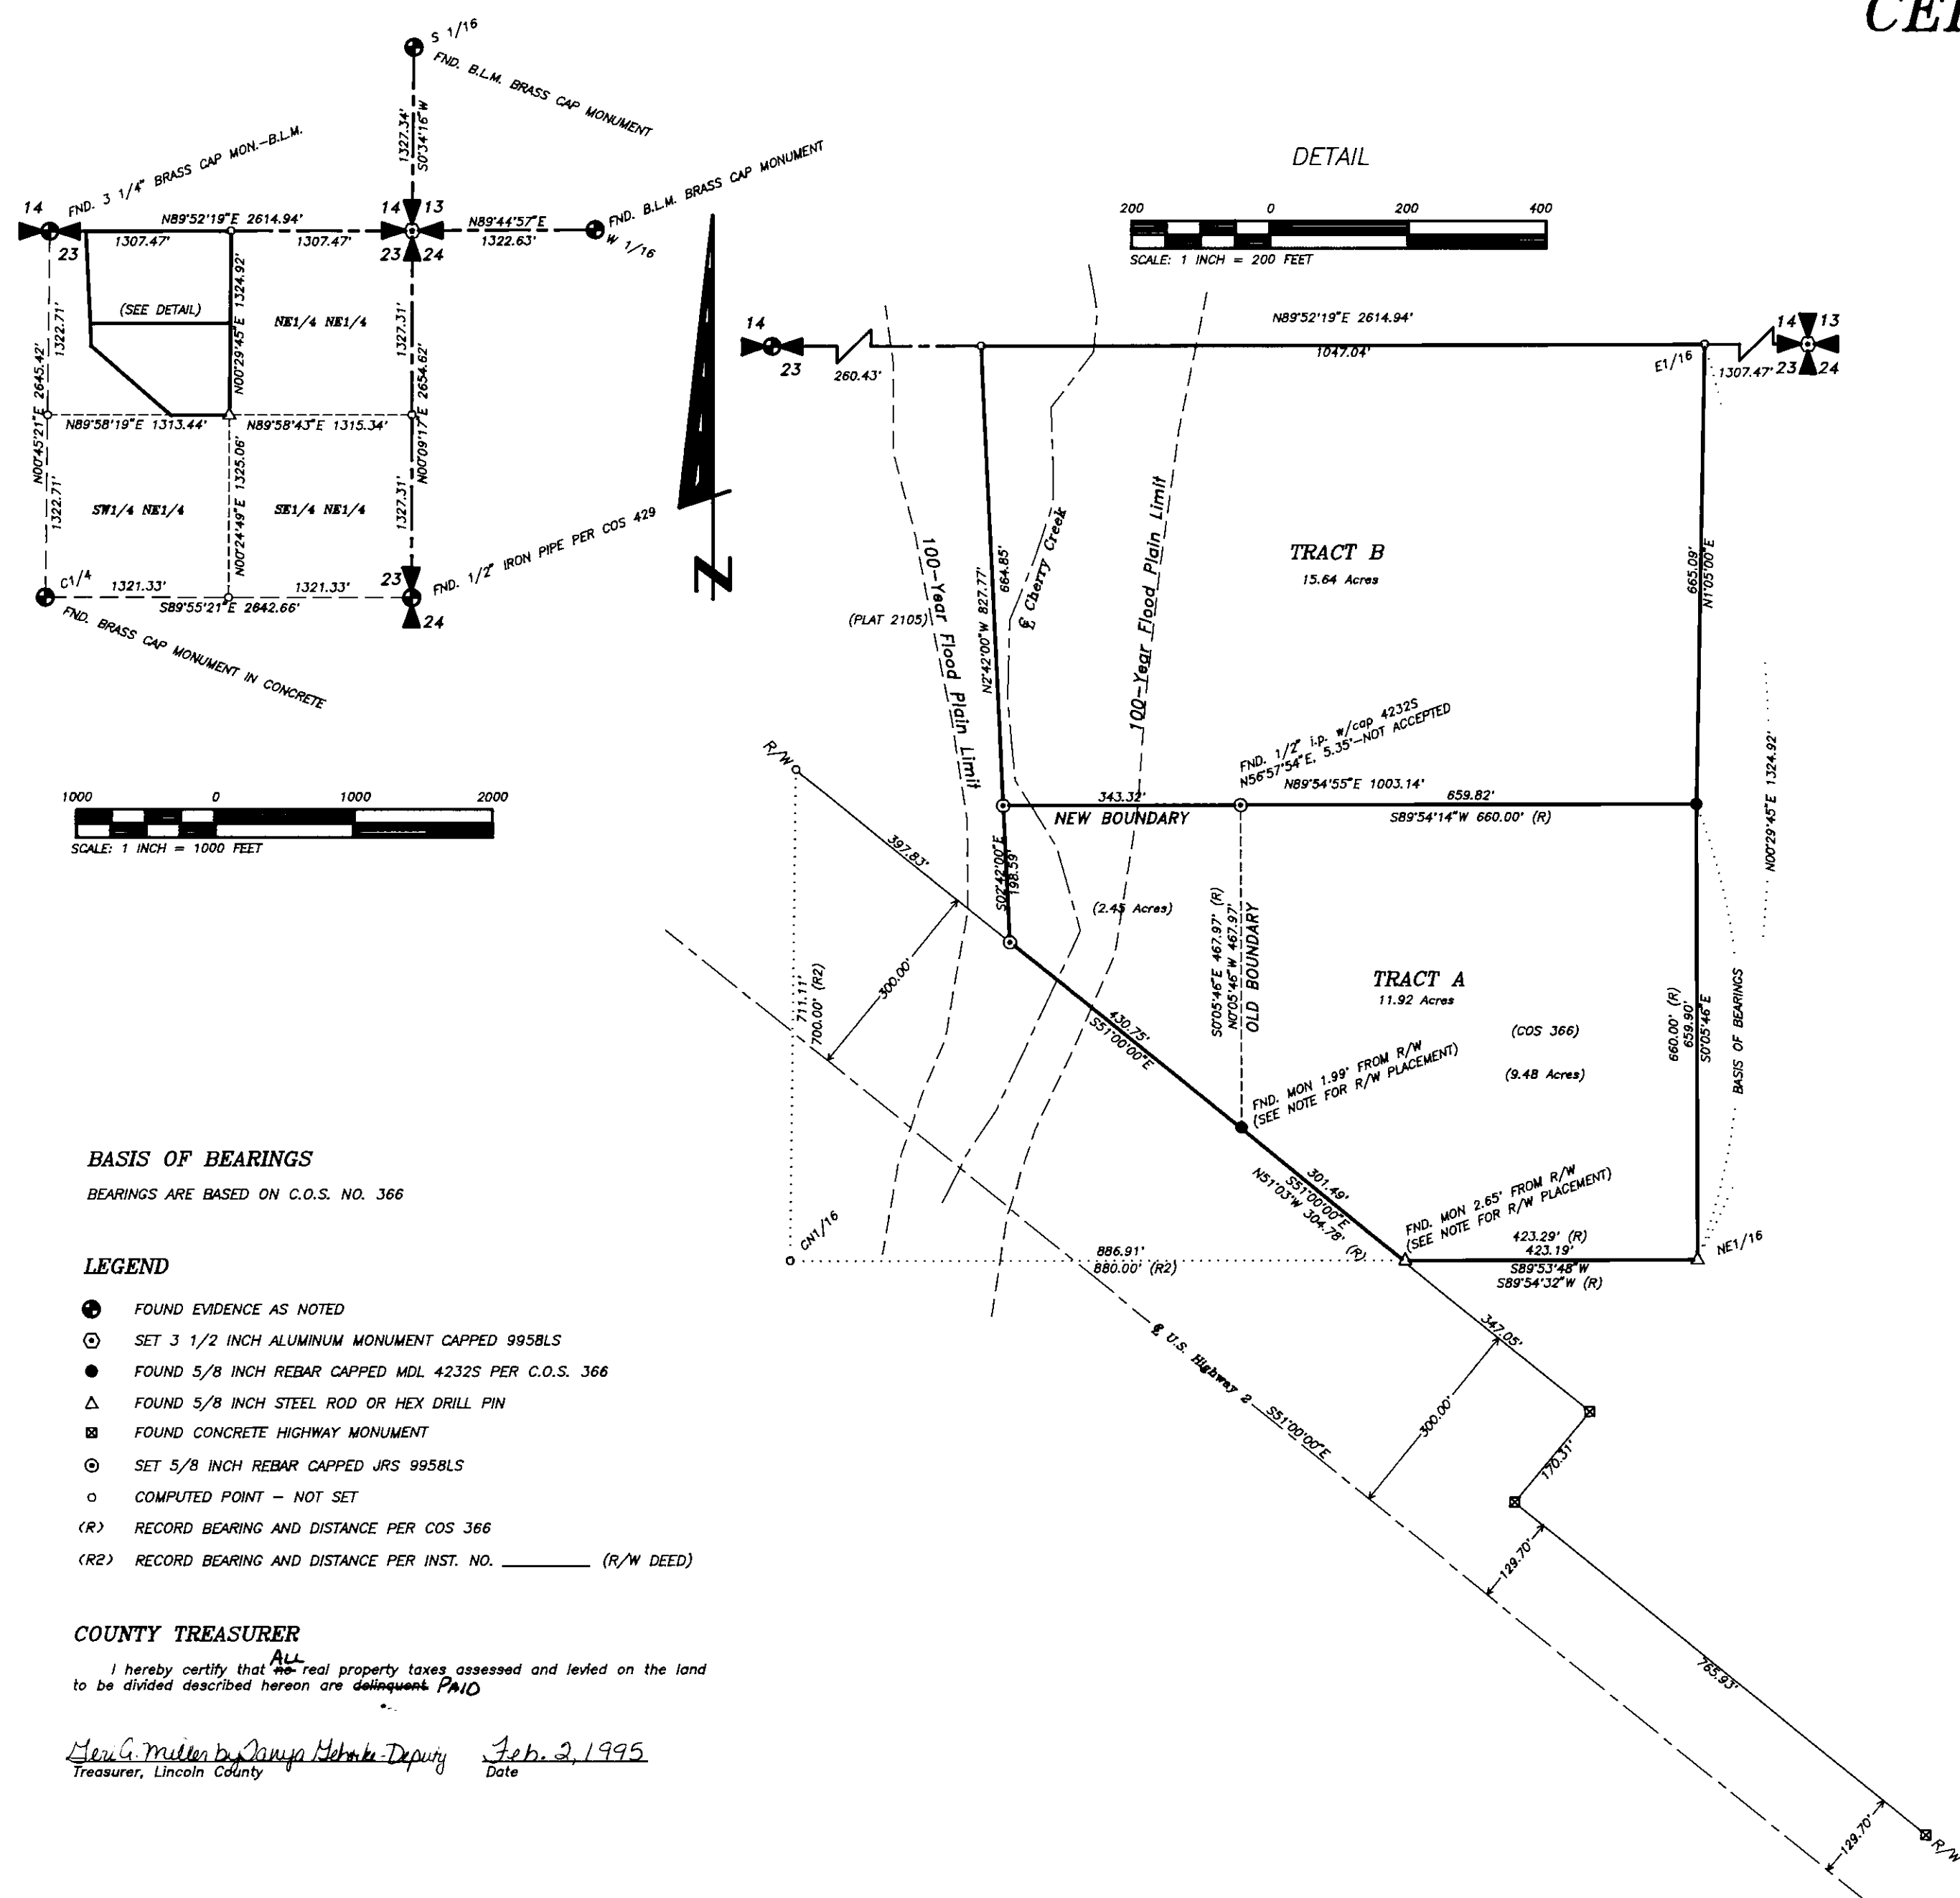 CE
S 1/16
FND. B.L.M. BRASS CAP MONUMENT
1327.34'
S0°34'16"W
FND. 3 1/4" BRASS CAP MON.-B.L.M.
14
23
N89°52'19"E 2614.94'
1307.47'
1307.47'
14
13
23
24
N89°44'57"E
1322.63'
FND. B.L.M. BRASS CAP MONUMENT
W 1/16
1322.71'
N00°45'21"E 2645.42'
1322.71'
(SEE DETAIL)
N00°29'45"E 1324.92'
NE1/4 NE1/4
1327.31'
N00°09'17"E 2654.62'
1327.31'
N89°58'19"E 1313.44'
N89°58'43"E 1315.34'
N00°24'49"E 1325.06'
SW1/4 NE1/4
SE1/4 NE1/4
C1/4
1321.33'
1321.33'
S89°55'21"E 2642.66'
23
24
FND. 1/2" IRON PIPE PER COS 429
FND. BRASS CAP MONUMENT IN CONCRETE
N
1000 0 1000 2000
SCALE: 1 INCH = 1000 FEET
DETAIL
200 0 200 400
SCALE: 1 INCH = 200 FEET
14
23
260.43'
N89°52'19"E 2614.94'
1047.04'
E1/16
1307.47'
14
13
23
24
100-Year Flood Plain Limit
℄ Cherry Creek
100-Year Flood Plain Limit
(PLAT 2105)
N2°42'00"W 827.77'
664.85'
TRACT B
15.64 Acres
665.09'
N1°05'00"E
N00°29'45"E 1324.92'
FND. 1/2" i.p. w/cap 4232S
N56°57'54"E, 5.35'-NOT ACCEPTED
N89°54'55"E 1003.14'
343.32'
659.82'
NEW BOUNDARY
S89°54'14"W 660.00' (R)
R/W
397.83'
S02°42'00"E
198.59'
(2.45 Acres)
S0°05'46"E 467.97' (R)
N0°05'46"W 467.97'
OLD BOUNDARY
TRACT A
11.92 Acres
(COS 366)
(9.48 Acres)
660.00' (R)
659.90'
S0°05'46"E
BASIS OF BEARINGS
300.00'
711.11'
700.00' (R2)
430.75'
S51°00'00"E
FND. MON 1.99' FROM R/W
(SEE NOTE FOR R/W PLACEMENT)
301.49'
S51°00'00"E
N51°03'W 304.78' (R)
FND. MON 2.65' FROM R/W
(SEE NOTE FOR R/W PLACEMENT)
423.29' (R)
423.19'
S89°53'48"W
S89°54'32"W (R)
NE1/16
CN1/16
886.91'
880.00' (R2)
℄ U.S. Highway 2
S51°00'00"E
347.05'
300.00'
170.31'
129.70'
765.93'
129.70'
R/W
BASIS OF BEARINGS
BEARINGS ARE BASED ON C.O.S. NO. 366
LEGEND
FOUND EVIDENCE AS NOTED
SET 3 1/2 INCH ALUMINUM MONUMENT CAPPED 9958LS
FOUND 5/8 INCH REBAR CAPPED MDL 4232S PER C.O.S. 366
FOUND 5/8 INCH STEEL ROD OR HEX DRILL PIN
FOUND CONCRETE HIGHWAY MONUMENT
SET 5/8 INCH REBAR CAPPED JRS 9958LS
COMPUTED POINT – NOT SET
(R) RECORD BEARING AND DISTANCE PER COS 366
(R2) RECORD BEARING AND DISTANCE PER INST. NO. ________ (R/W DEED)
COUNTY TREASURER
ALL
I hereby certify that no real property taxes assessed and levied on the land
to be divided described hereon are delinquent PAID
Geri A. Miller by Tanya Gehrke-Deputy Feb. 2, 1995
Treasurer, Lincoln County Date